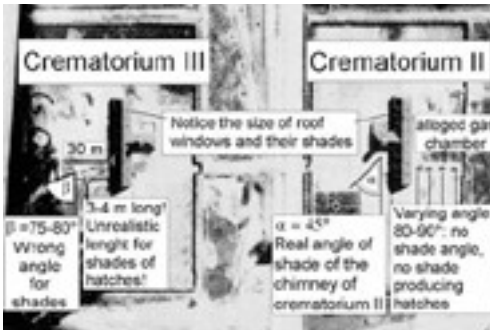 Crematorium III
Crematorium II
Notice the size of roof
windows and their shades
alleged gas
chamber
30 m
β
α
β =75-80°
Wrong
angle
for
shades
3-4 m long!
Unrealistic
lenght for
shades of
hatches!
α = 45°
Real angle of
shade of the
chimney of
crematorium II
Varying angle
80-90°: no
shade angle,
no shade
producing
hatches